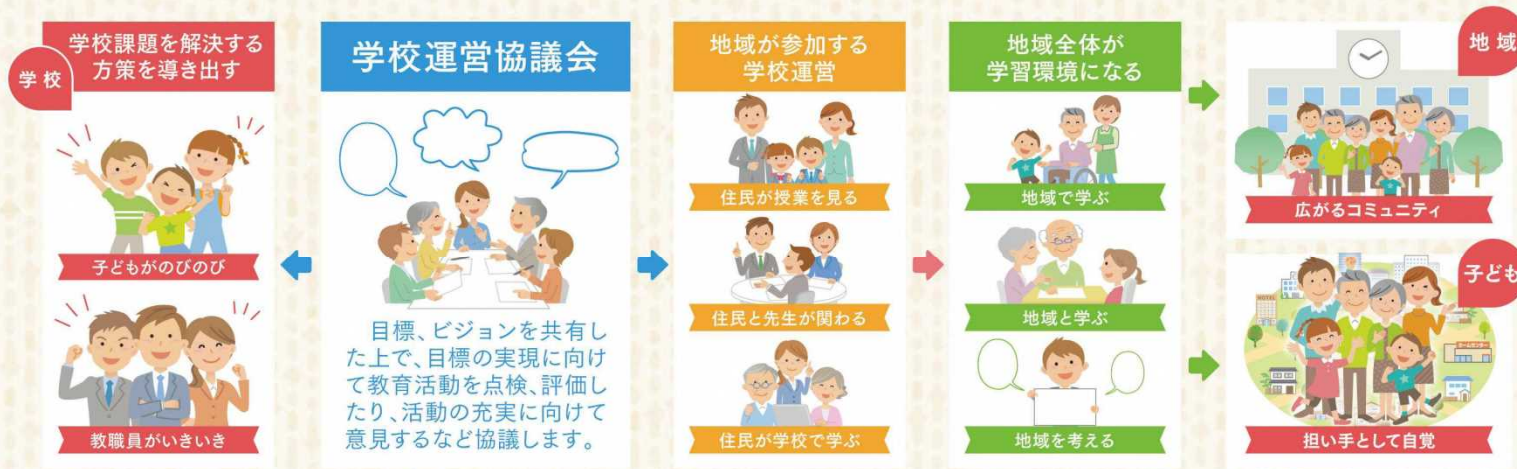 学校
学校課題を解決する
方策を導き出す
子どもがのびのび
教職員がいきいき
学校運営協議会
目標、ビジョンを共有し
た上で、目標の実現に向け
て教育活動を点検、評価し
たり、活動の充実に向けて
意見するなど協議します。
地域が参加する
学校運営
住民が授業を見る
住民と先生が関わる
住民が学校で学ぶ
地域全体が
学習環境になる
地域で学ぶ
地域と学ぶ
地域を考える
地域
広がるコミュニティ
子ども
HOTEL
ホームセンター
担い手として自覚